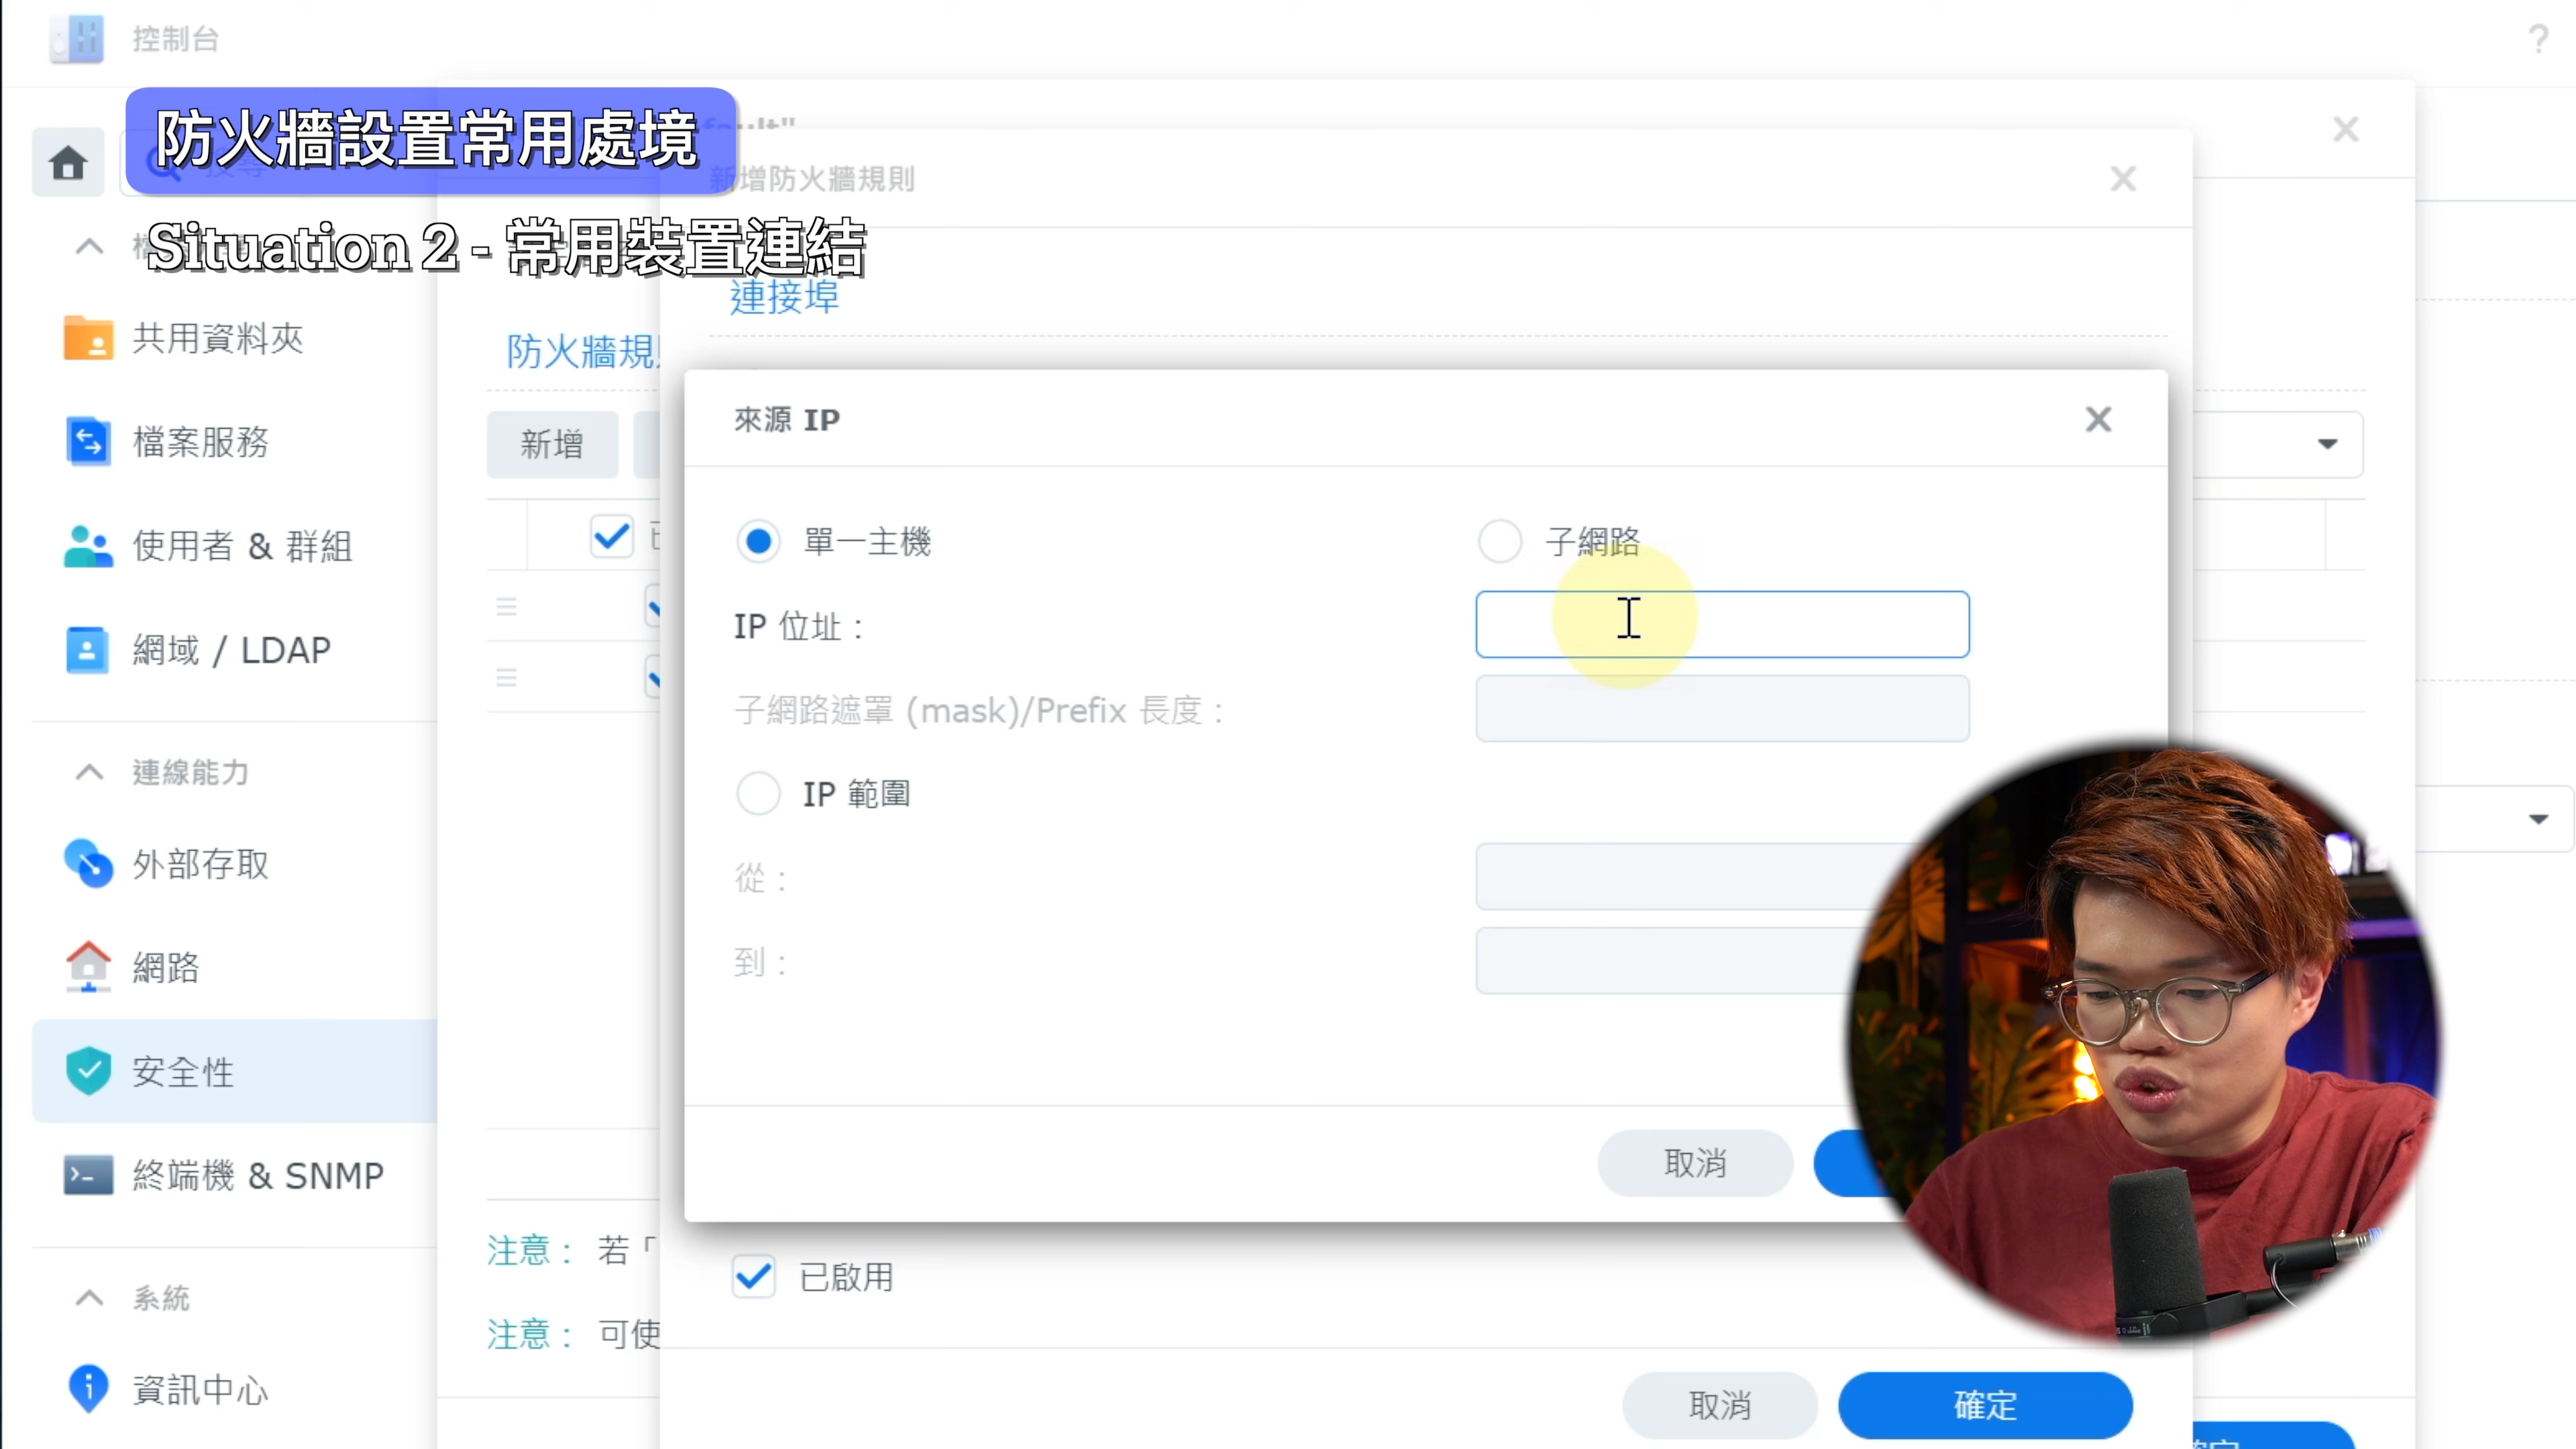 控制台
?
防火牆設置常用處境
新增防火牆規則
Situation 2 - 常用裝置連結
連接埠
共用資料夾
防火牆規
來源 IP
檔案服務
新增
單一主機
子網路
使用者 & 群組
IP 位址：
網域 / LDAP
子網路遮罩 (mask)/Prefix 長度：
連線能力
IP 範圍
外部存取
從：
網路
到：
安全性
取消
終端機 & SNMP
注意： 若「
已啟用
系統
注意： 可使
資訊中心
取消
確定